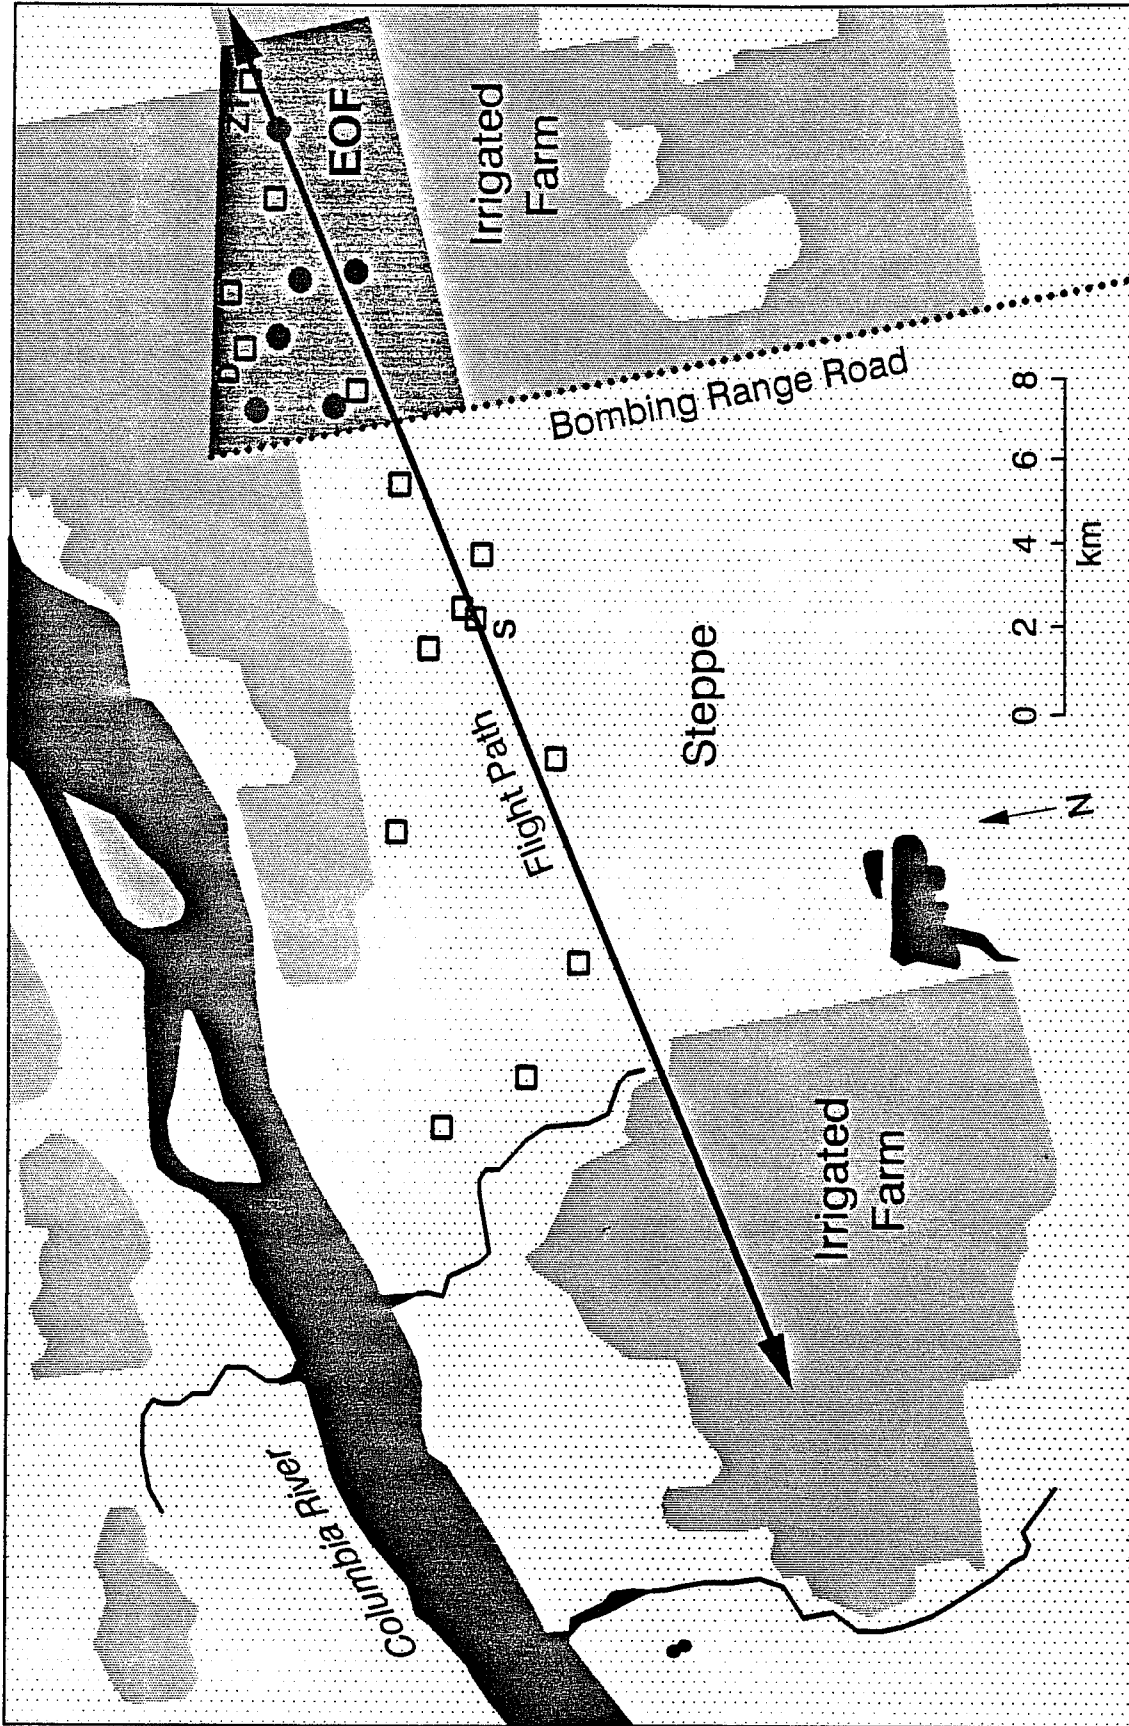 Columbia River
Flight Path
EOF
Irrigated
Farm
S
Steppe
Bombing Range Road
Irrigated
Farm
N
0 2 4 6 8
km